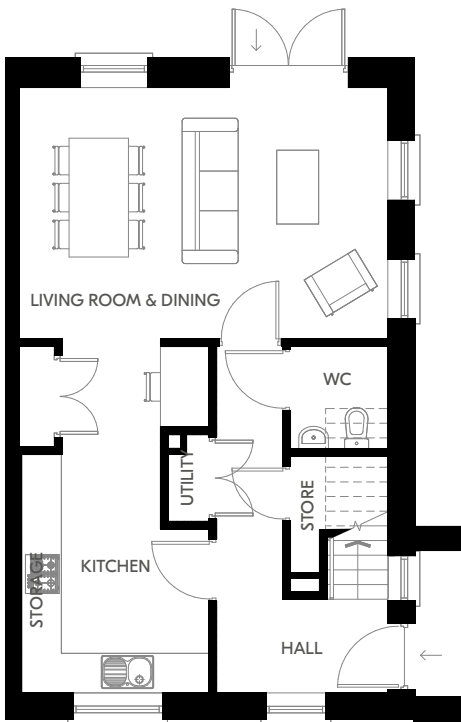 LIVING ROOM & DINING
WC
UTILITY
STORE
STORAGE
KITCHEN
HALL